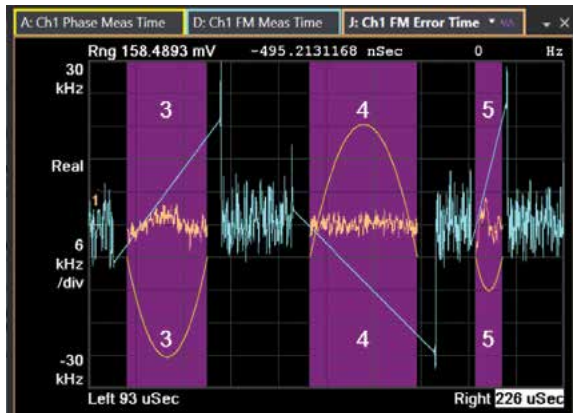 A: Ch1 Phase Meas Time
D: Ch1 FM Meas Time
J: Ch1 FM Error Time
Rng 158.4893 mV
-495.2131168 nSec
0
Hz
30
kHz
3
4
5
Real
1
6
kHz
/div
3
4
5
-30
kHz
Left 93 uSec
Right 226 uSec